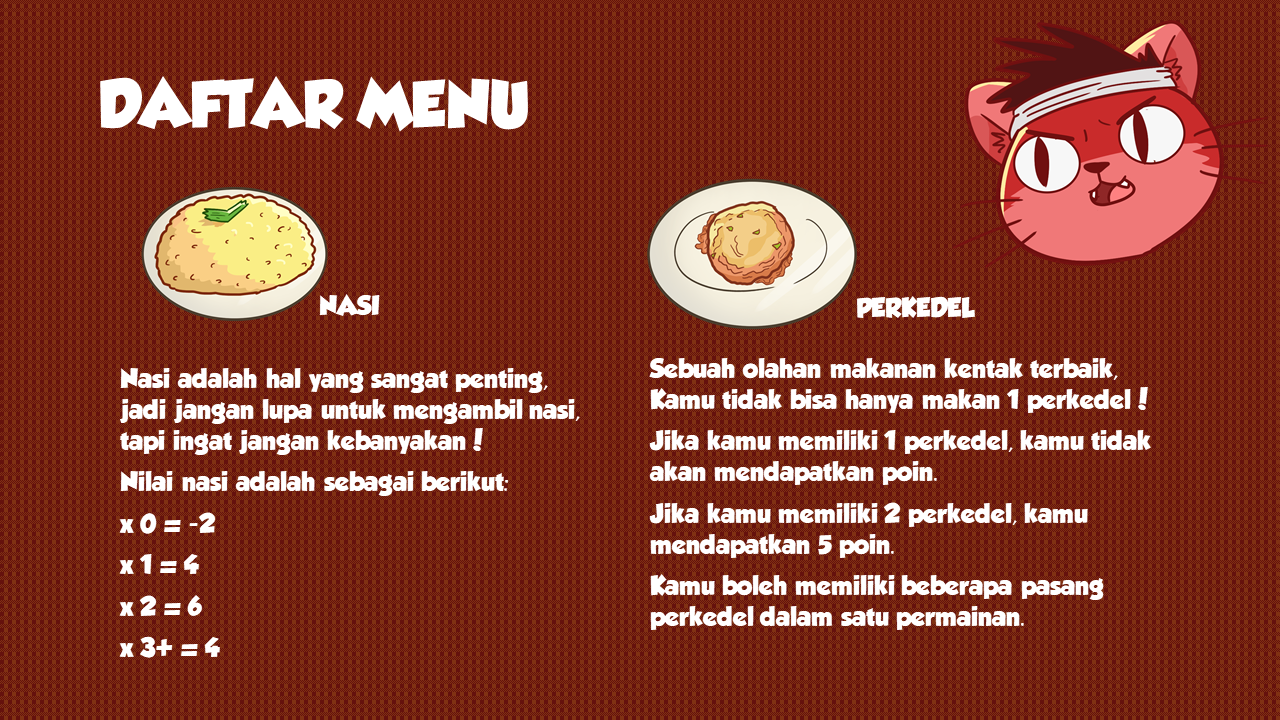 DAFTAR MENU
NASI
Nasi adalah hal yang sangat penting,
jadi jangan lupa untuk mengambil nasi,
tapi ingat jangan kebanyakan!
Nilai nasi adalah sebagai berikut:
x 0 = -2
x 1 = 4
x 2 = 6
x 3+ = 4
PERKEDEL
Sebuah olahan makanan kentak terbaik,
Kamu tidak bisa hanya makan 1 perkedel!
Jika kamu memiliki 1 perkedel, kamu tidak
akan mendapatkan poin.
Jika kamu memiliki 2 perkedel, kamu
mendapatkan 5 poin.
Kamu boleh memiliki beberapa pasang
perkedel dalam satu permainan.